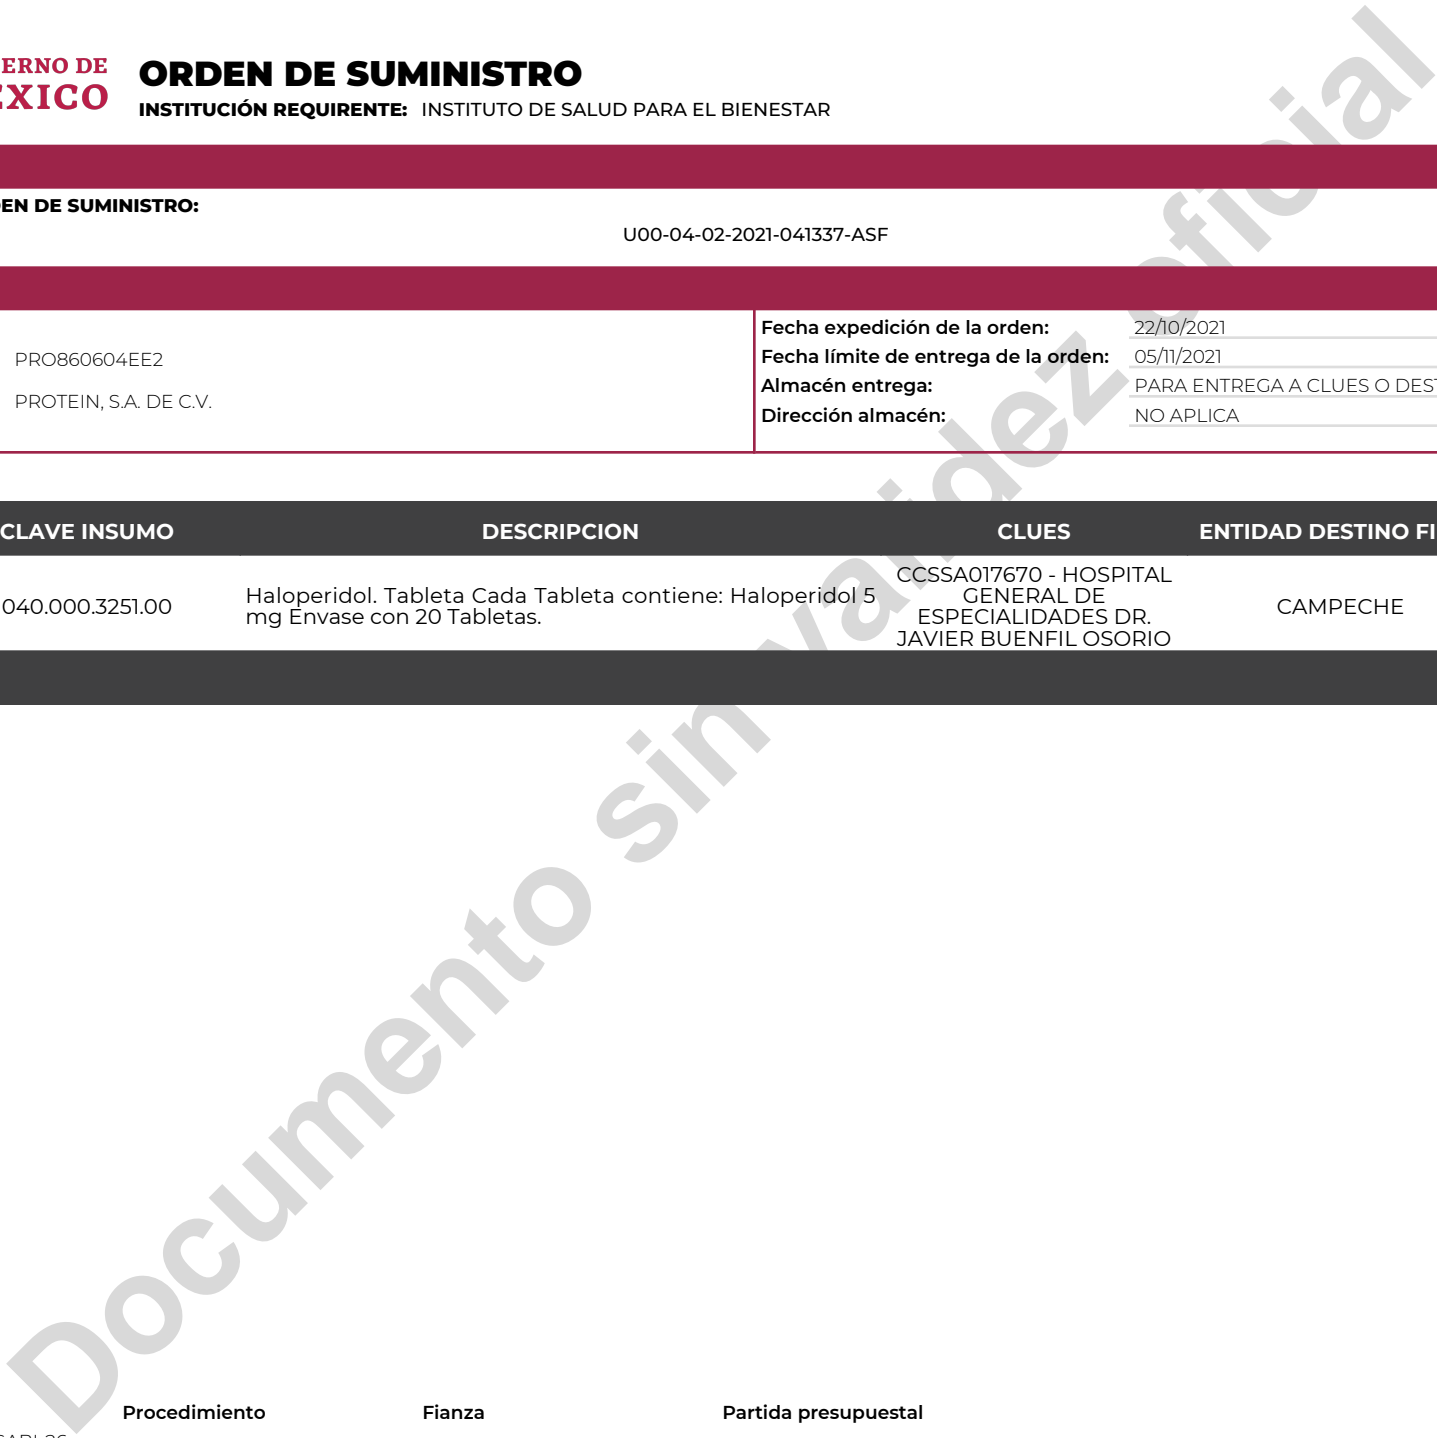 ERNO DE
EXICO
ORDEN DE SUMINISTRO
INSTITUCIÓN REQUIRENTE: INSTITUTO DE SALUD PARA EL BIENESTAR
EN DE SUMINISTRO:
U00-04-02-2021-041337-ASF
PRO860604EE2
PROTEIN, S.A. DE C.V.
Fecha expedición de la orden: 22/10/2021
Fecha límite de entrega de la orden: 05/11/2021
Almacén entrega: PARA ENTREGA A CLUES O DEST
Dirección almacén: NO APLICA
CLAVE INSUMO DESCRIPCION CLUES ENTIDAD DESTINO FI
040.000.3251.00
Haloperidol. Tableta Cada Tableta contiene: Haloperidol 5
mg Envase con 20 Tabletas.
CCSSA017670 - HOSPITAL
GENERAL DE
ESPECIALIDADES DR.
JAVIER BUENFIL OSORIO
CAMPECHE
Documento sin validez oficial
Procedimiento Fianza Partida presupuestal